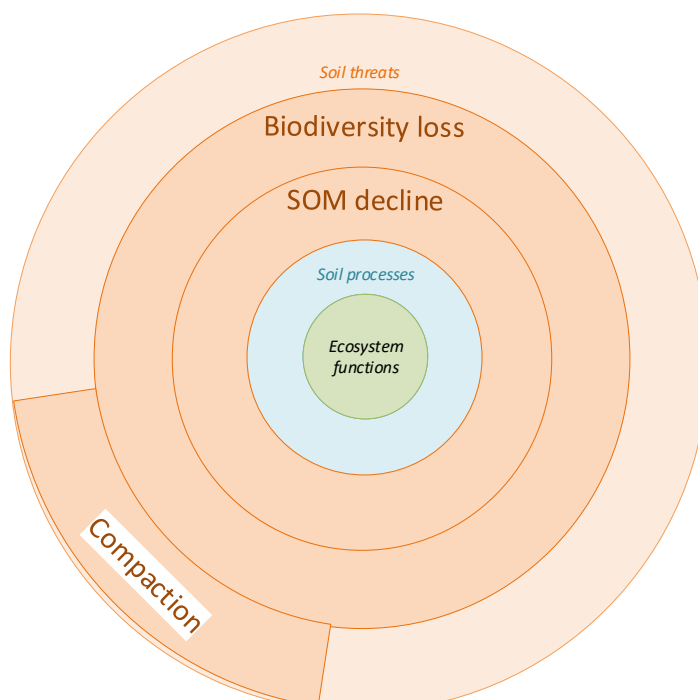 Soil threats
Biodiversity loss
SOM decline
Soil processes
Ecosystem
functions
Compaction